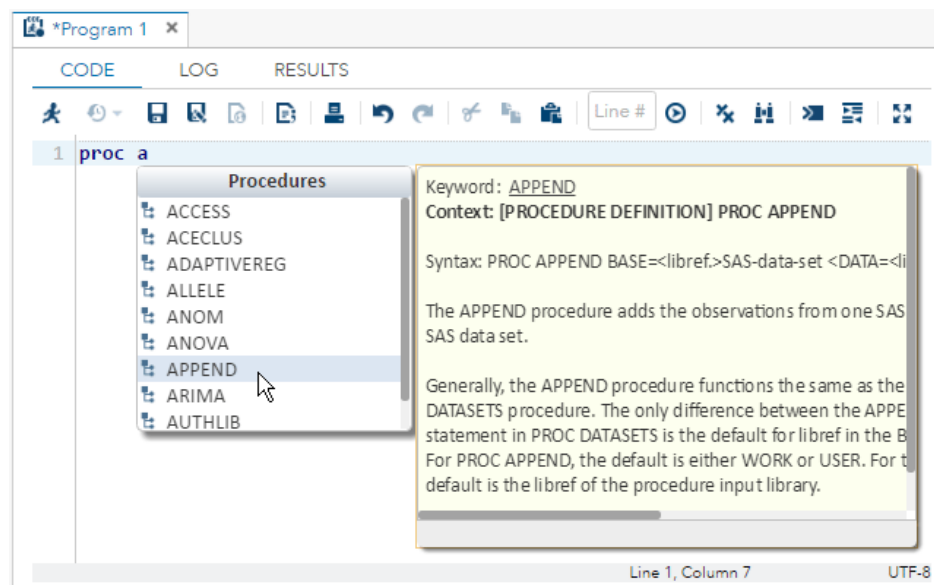 *Program 1
CODE LOG RESULTS
Line #
1 proc a
Procedures
ACCESS
ACECLUS
ADAPTIVEREG
ALLELE
ANOM
ANOVA
APPEND
ARIMA
AUTHLIB
Keyword: APPEND
Context: [PROCEDURE DEFINITION] PROC APPEND
Syntax: PROC APPEND BASE=<libref.>SAS-data-set <DATA=<li
The APPEND procedure adds the observations from one SAS
SAS data set.
Generally, the APPEND procedure functions the same as the
DATASETS procedure. The only difference between the APPE
statement in PROC DATASETS is the default for libref in the B
For PROC APPEND, the default is either WORK or USER. For t
default is the libref of the procedure input library.
Line 1, Column 7 UTF-8